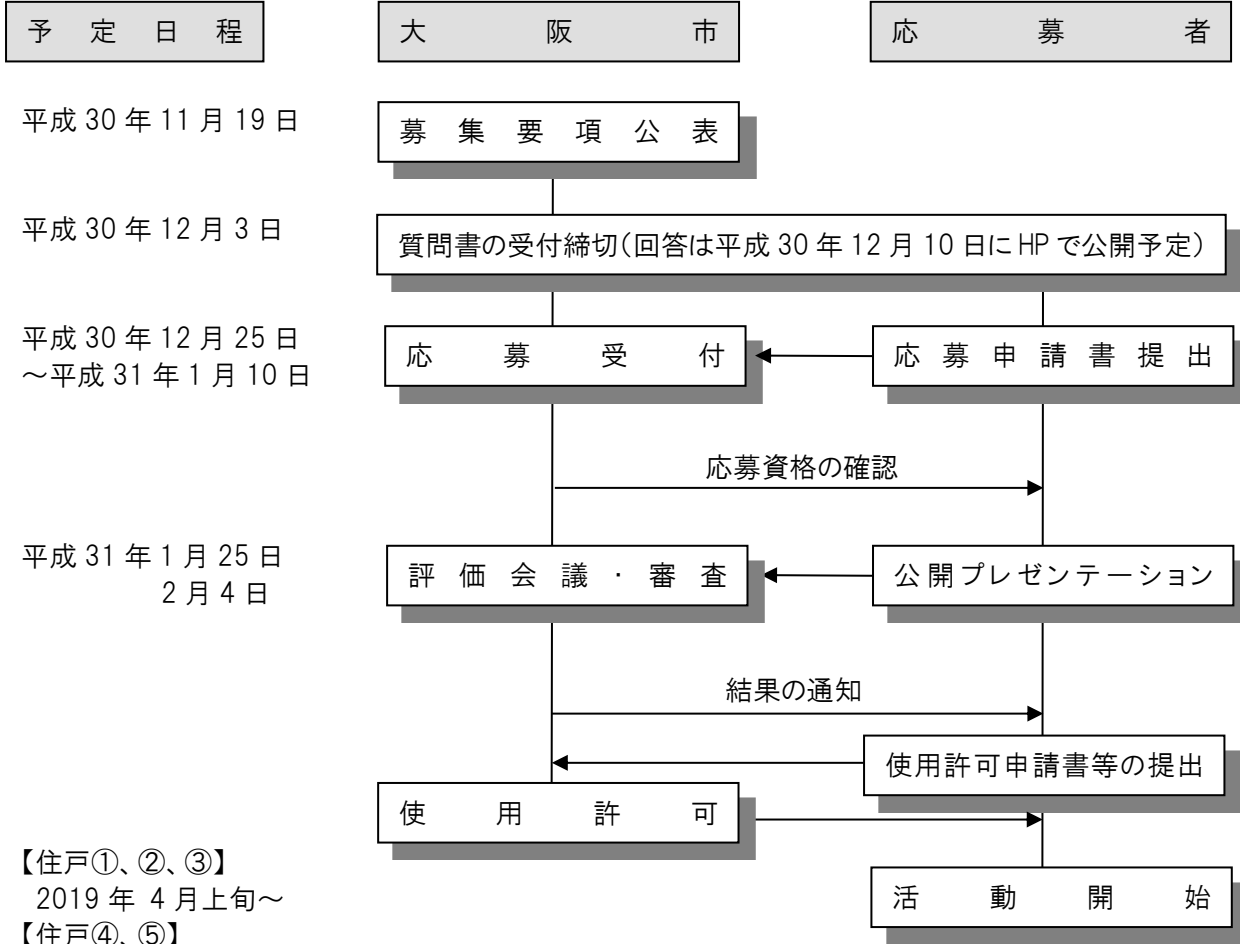 予定日程
大阪市
応募者
平成 30 年 11 月 19 日
募集要項公表
平成 30 年 12 月 3 日
質問書の受付締切(回答は平成 30 年 12 月 10 日に HP で公開予定)
平成 30 年 12 月 25 日
～平成 31 年 1 月 10 日
応募受付
応募申請書提出
応募資格の確認
平成 31 年 1 月 25 日
2 月 4 日
評価会議・審査
公開プレゼンテーション
結果の通知
使用許可申請書等の提出
使用許可
【住戸①、②、③】
2019 年 4 月上旬～
活動開始
【住戸④、⑤】